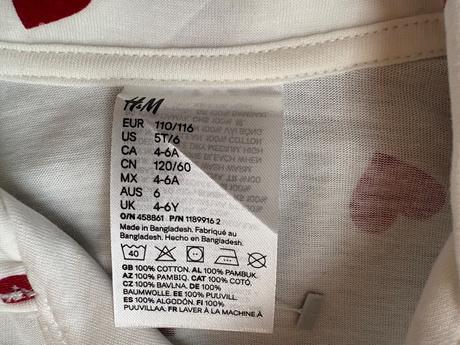 H&M
EUR 110/116
US 5T/6
CA 4-6A
CN 120/60
MX 4-6A
AUS 6
UK 4-6Y
O/N 458861 P/N 1189916 2
Made in Bangladesh. Fabriqué au
Bangladesh. Hecho en Bangladesh.
40
GB 100% COTTON. AL 100% PAMBUK.
AZ 100% PAMBIQ. CAT 100% COTÓ.
CZ 100% BAVLNA. DE 100%
BAUMWOLLE. EE 100% PUUVILL.
ES 100% ALGODÓN. FI 100%
PUUVILLAA. FR LAVER À LA MACHINE À